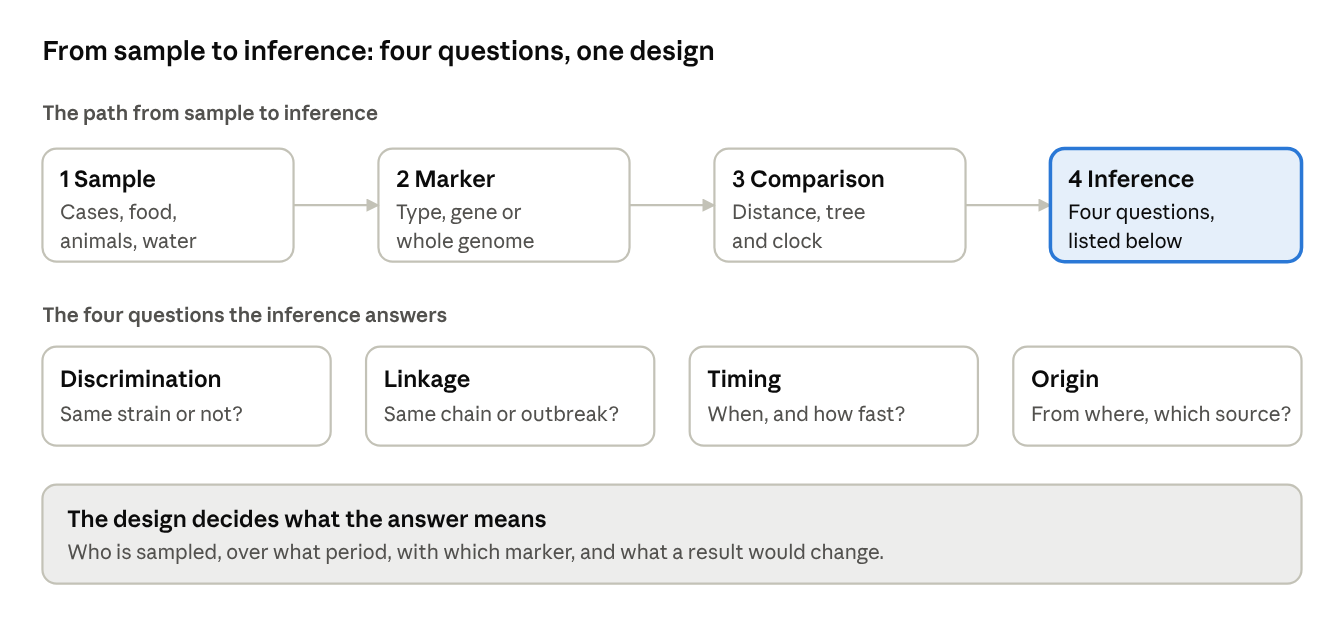 From sample to inference: four questions, one design
The path from sample to inference
1 Sample
Cases, food,
animals, water
2 Marker
Type, gene or
whole genome
3 Comparison
Distance, tree
and clock
4 Inference
Four questions,
listed below
The four questions the inference answers
Discrimination
Same strain or not?
Linkage
Same chain or outbreak?
Timing
When, and how fast?
Origin
From where, which source?
The design decides what the answer means
Who is sampled, over what period, with which marker, and what a result would change.